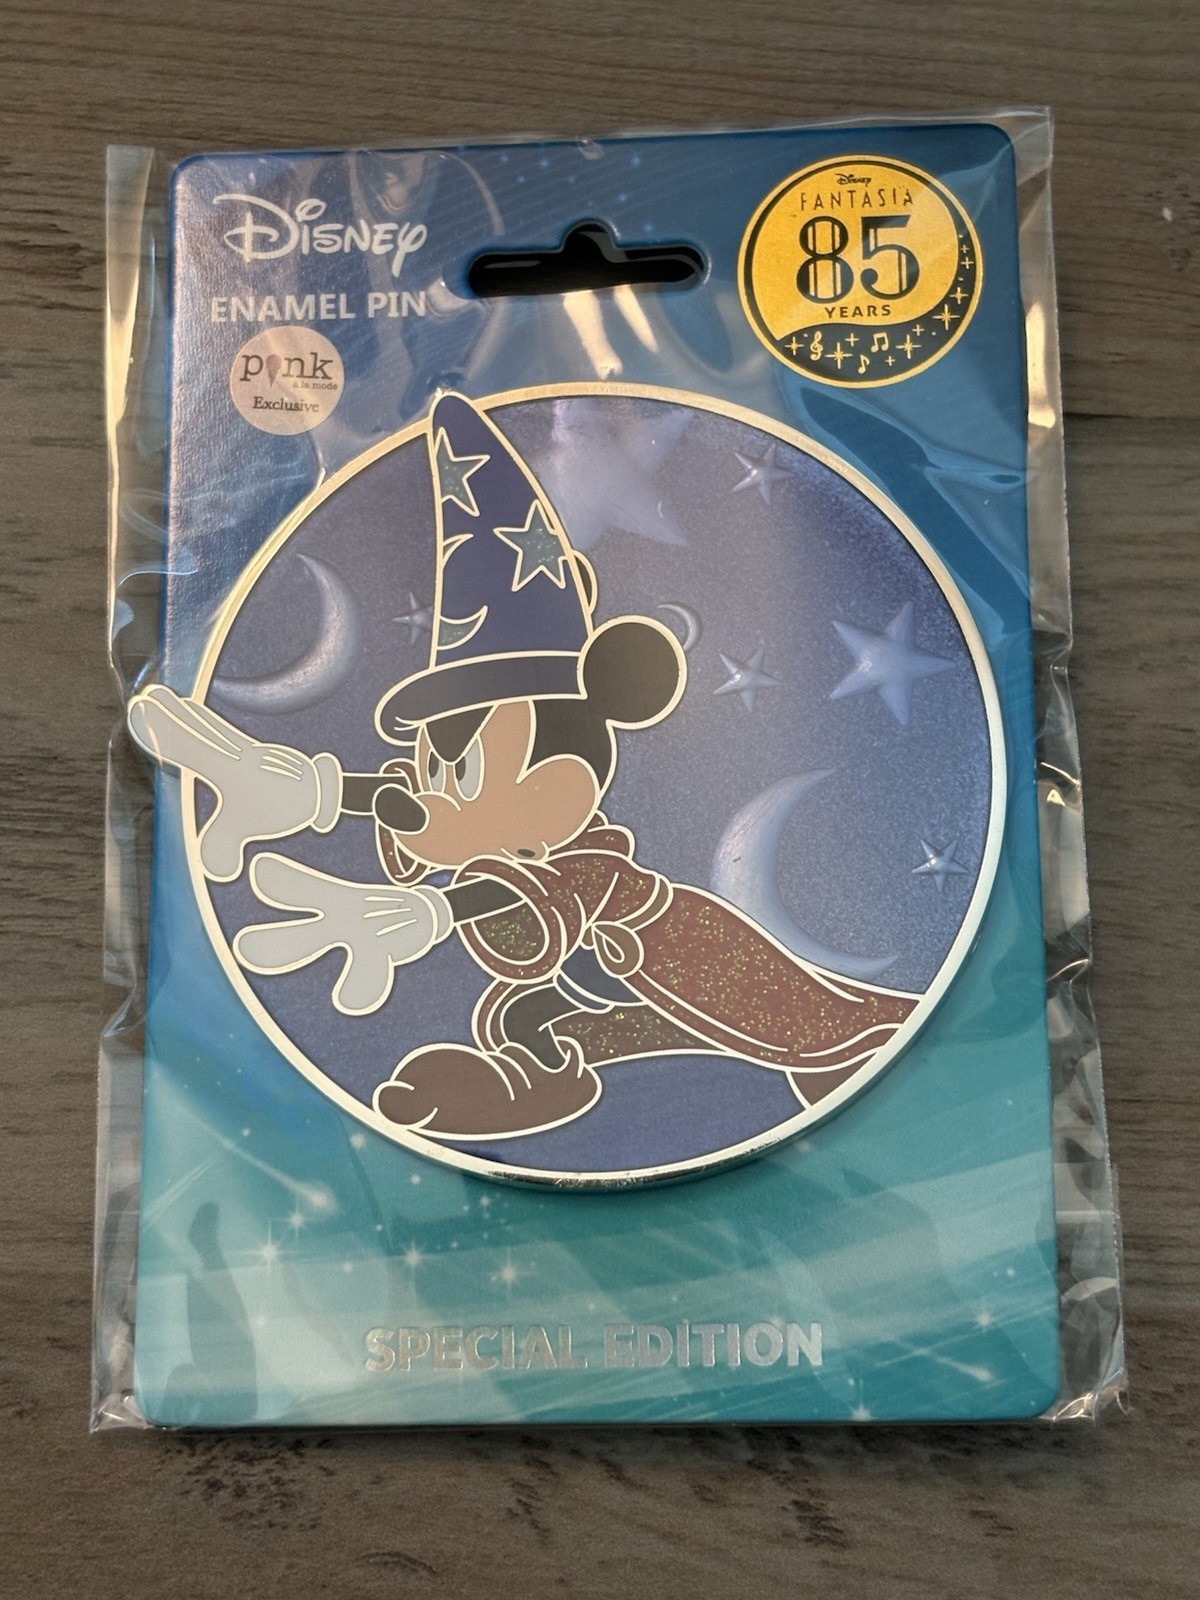 Disney
ENAMEL PIN
pink
a la mode
Exclusive
Disney
FANTASIA
85
YEARS
SPECIAL EDITION